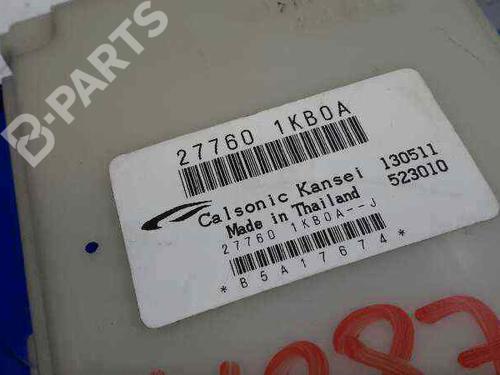 B-PARTS
27760 1KB0A
Calsonic Kansei 130511
Made in Thailand 523010
27760 1KB0A--J
*B5A17674*